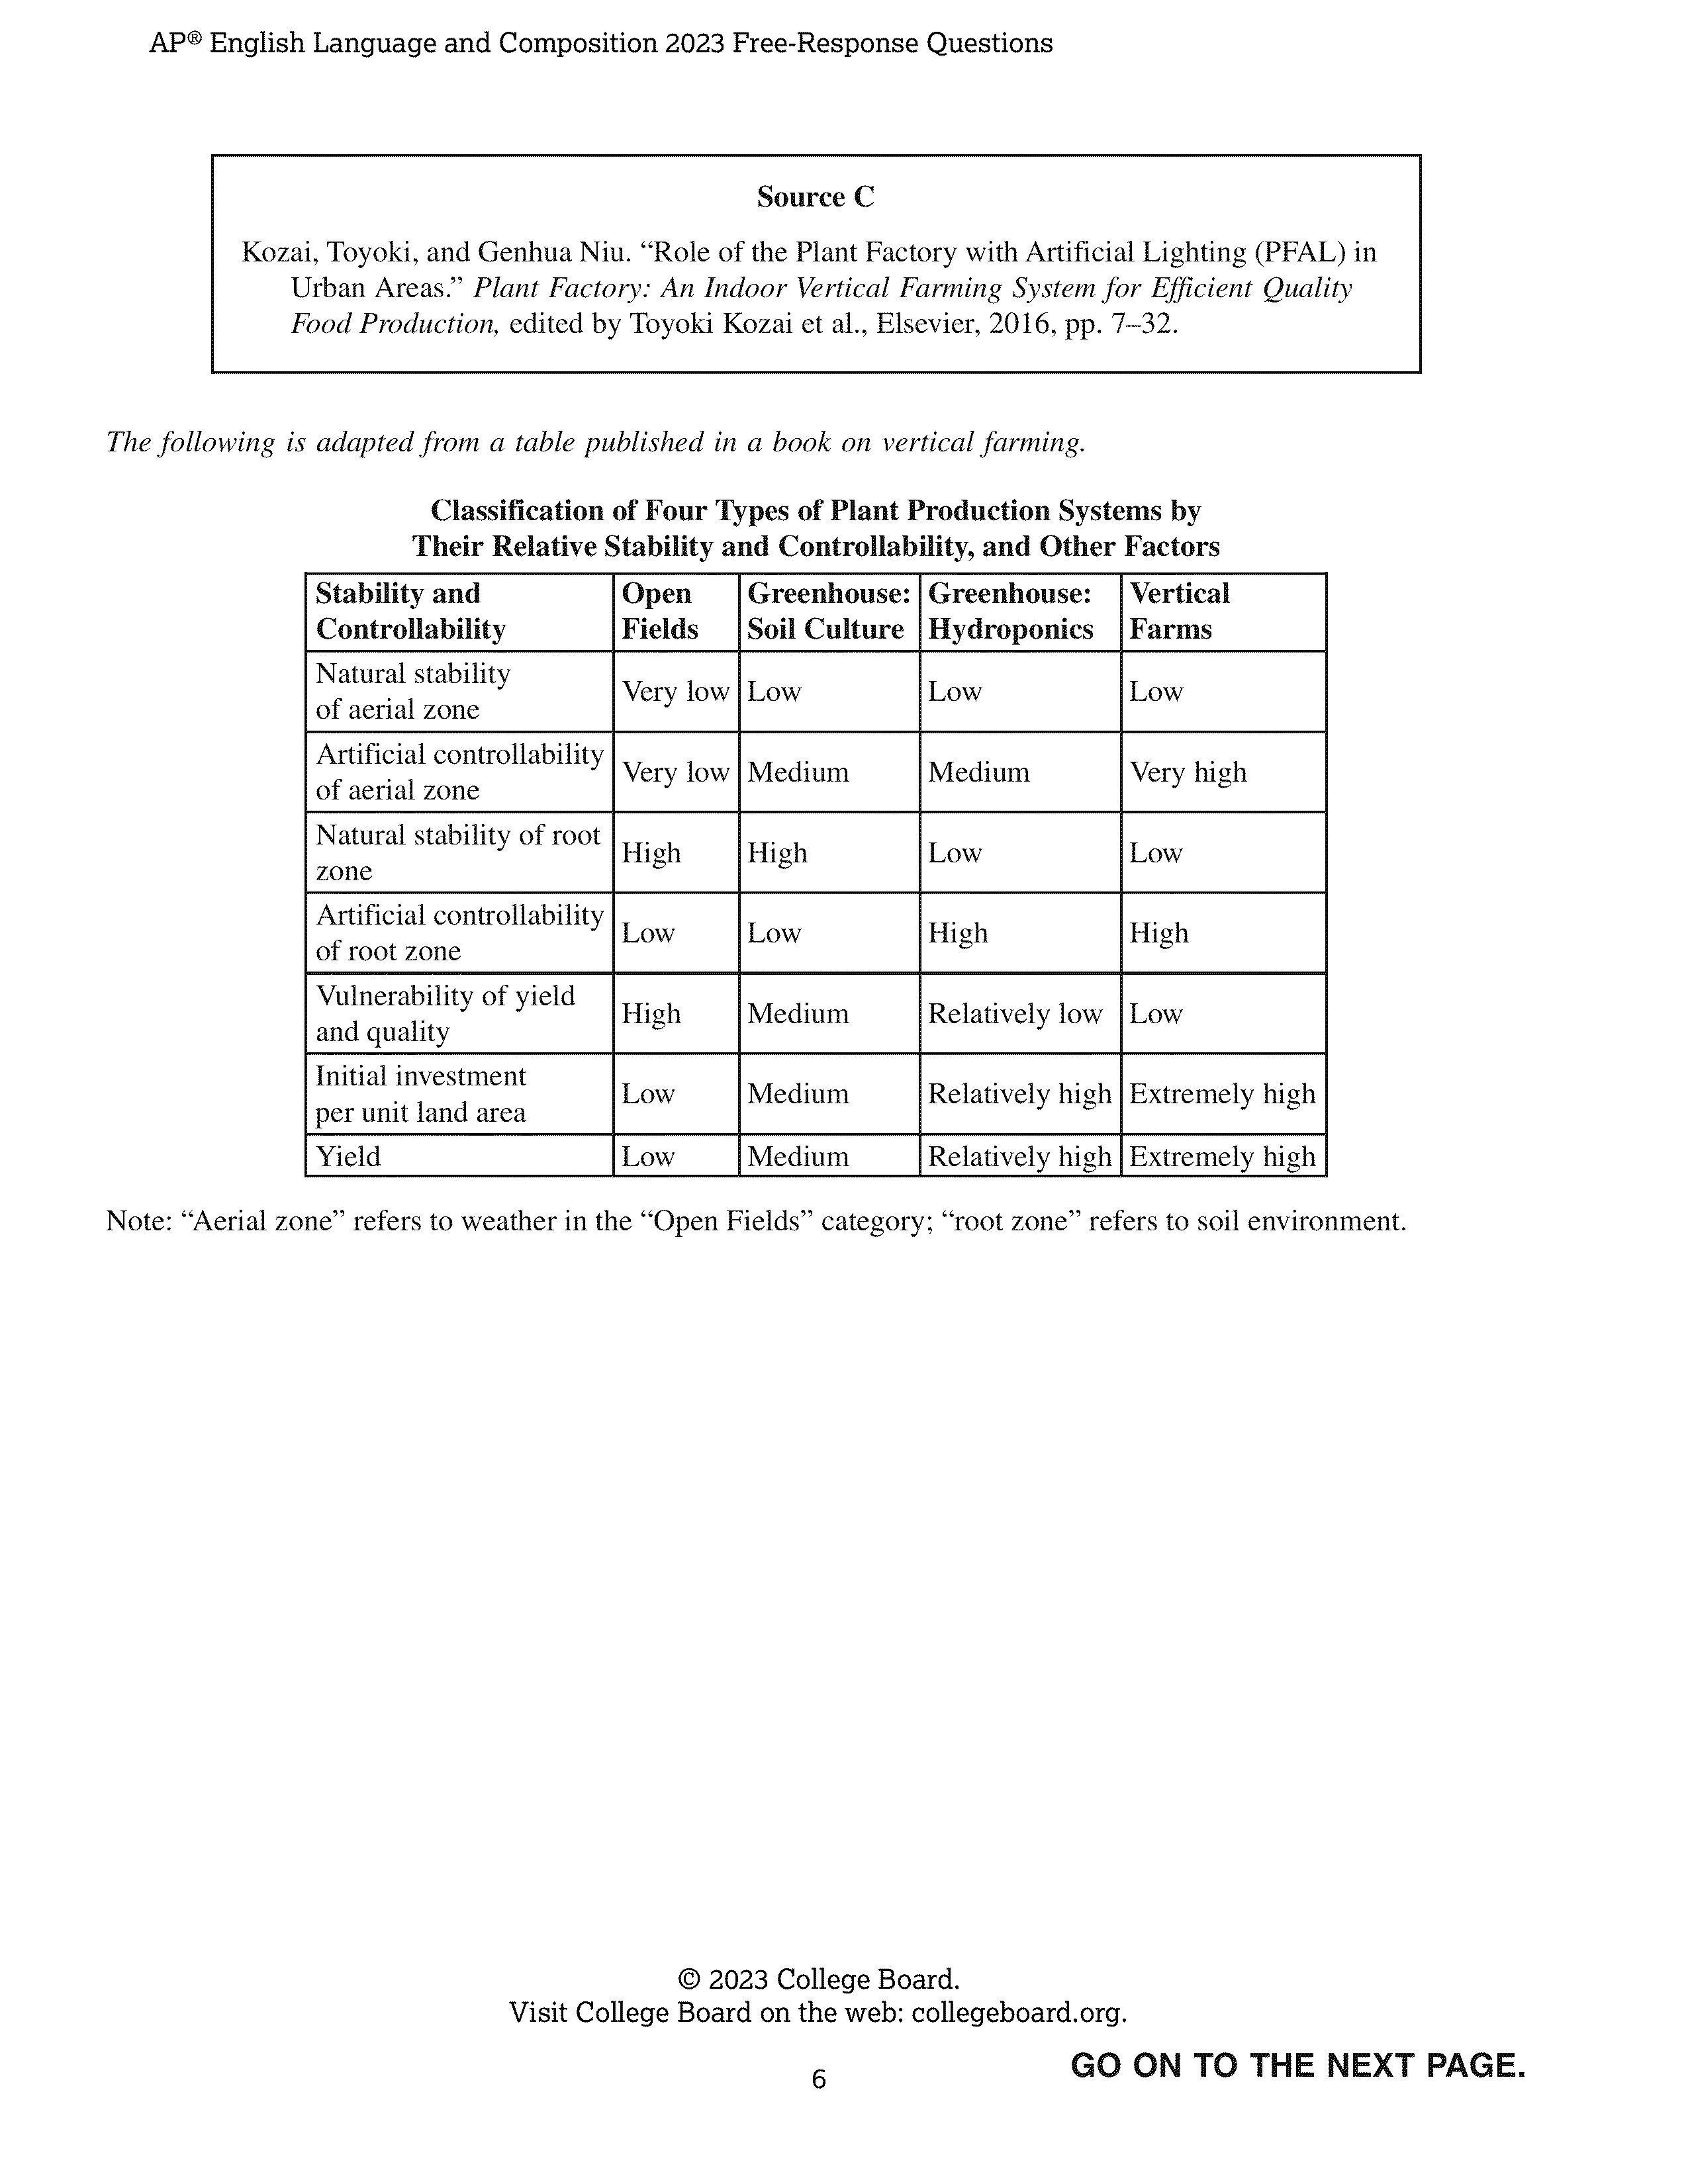 AP® English Language and Composition 2023 Free-Response Questions
Source C
Kozai, Toyoki, and Genhua Niu. “Role of the Plant Factory with Artificial Lighting (PFAL) in
Urban Areas.” Plant Factory: An Indoor Vertical Farming System for Efficient Quality
Food Production, edited by Toyoki Kozai et al., Elsevier, 2016, pp. 7–32.
The following is adapted from a table published in a book on vertical farming.
Classification of Four Types of Plant Production Systems by
Their Relative Stability and Controllability, and Other Factors
Stability and Controllability | Open Fields | Greenhouse: Soil Culture | Greenhouse: Hydroponics | Vertical Farms
Natural stability of aerial zone | Very low | Low | Low | Low
Artificial controllability of aerial zone | Very low | Medium | Medium | Very high
Natural stability of root zone | High | High | Low | Low
Artificial controllability of root zone | Low | Low | High | High
Vulnerability of yield and quality | High | Medium | Relatively low | Low
Initial investment per unit land area | Low | Medium | Relatively high | Extremely high
Yield | Low | Medium | Relatively high | Extremely high
Note: “Aerial zone” refers to weather in the “Open Fields” category; “root zone” refers to soil environment.
© 2023 College Board.
Visit College Board on the web: collegeboard.org.
GO ON TO THE NEXT PAGE.
6